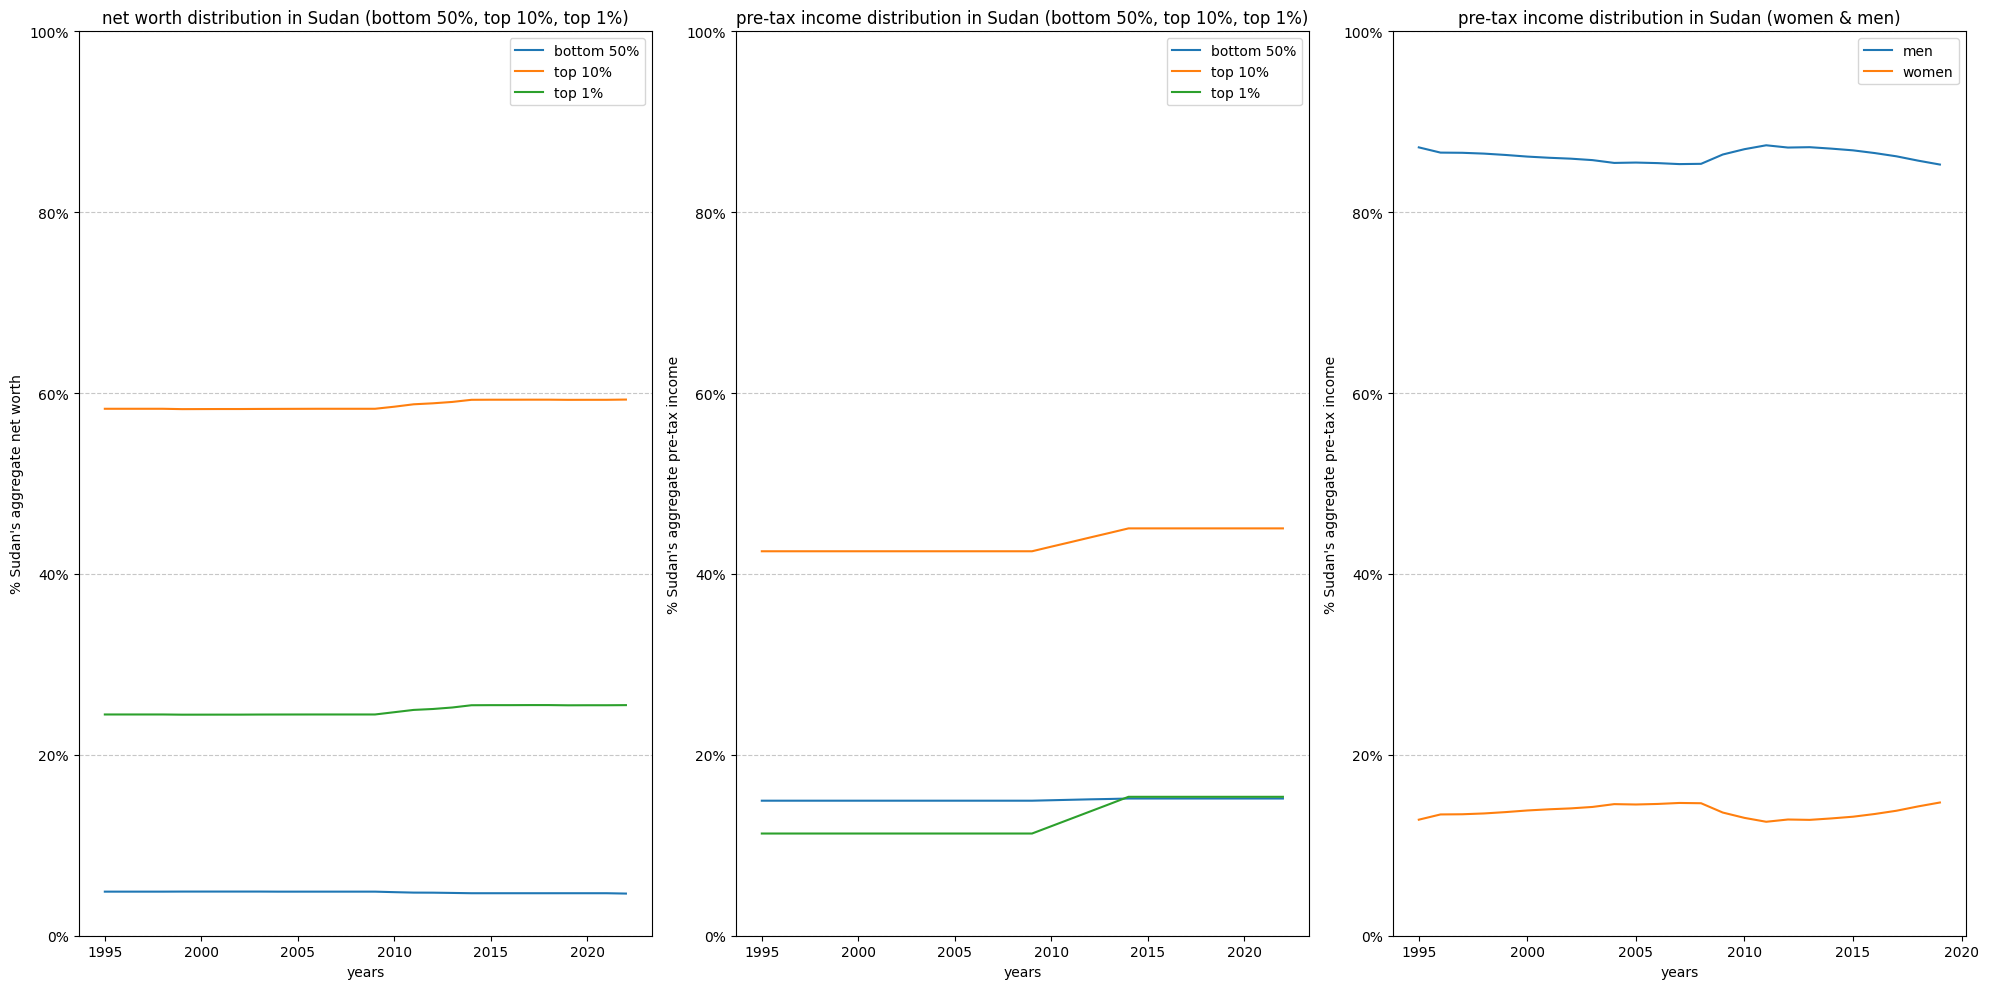 net worth distribution in Sudan (bottom 50%, top 10%, top 1%)
100%
80%
60%
40%
20%
0%
% Sudan's aggregate net worth
1995
2000
2005
2010
2015
2020
years
bottom 50%
top 10%
top 1%
pre-tax income distribution in Sudan (bottom 50%, top 10%, top 1%)
100%
80%
60%
40%
20%
0%
% Sudan's aggregate pre-tax income
1995
2000
2005
2010
2015
2020
years
bottom 50%
top 10%
top 1%
pre-tax income distribution in Sudan (women & men)
100%
80%
60%
40%
20%
0%
% Sudan's aggregate pre-tax income
1995
2000
2005
2010
2015
2020
years
men
women